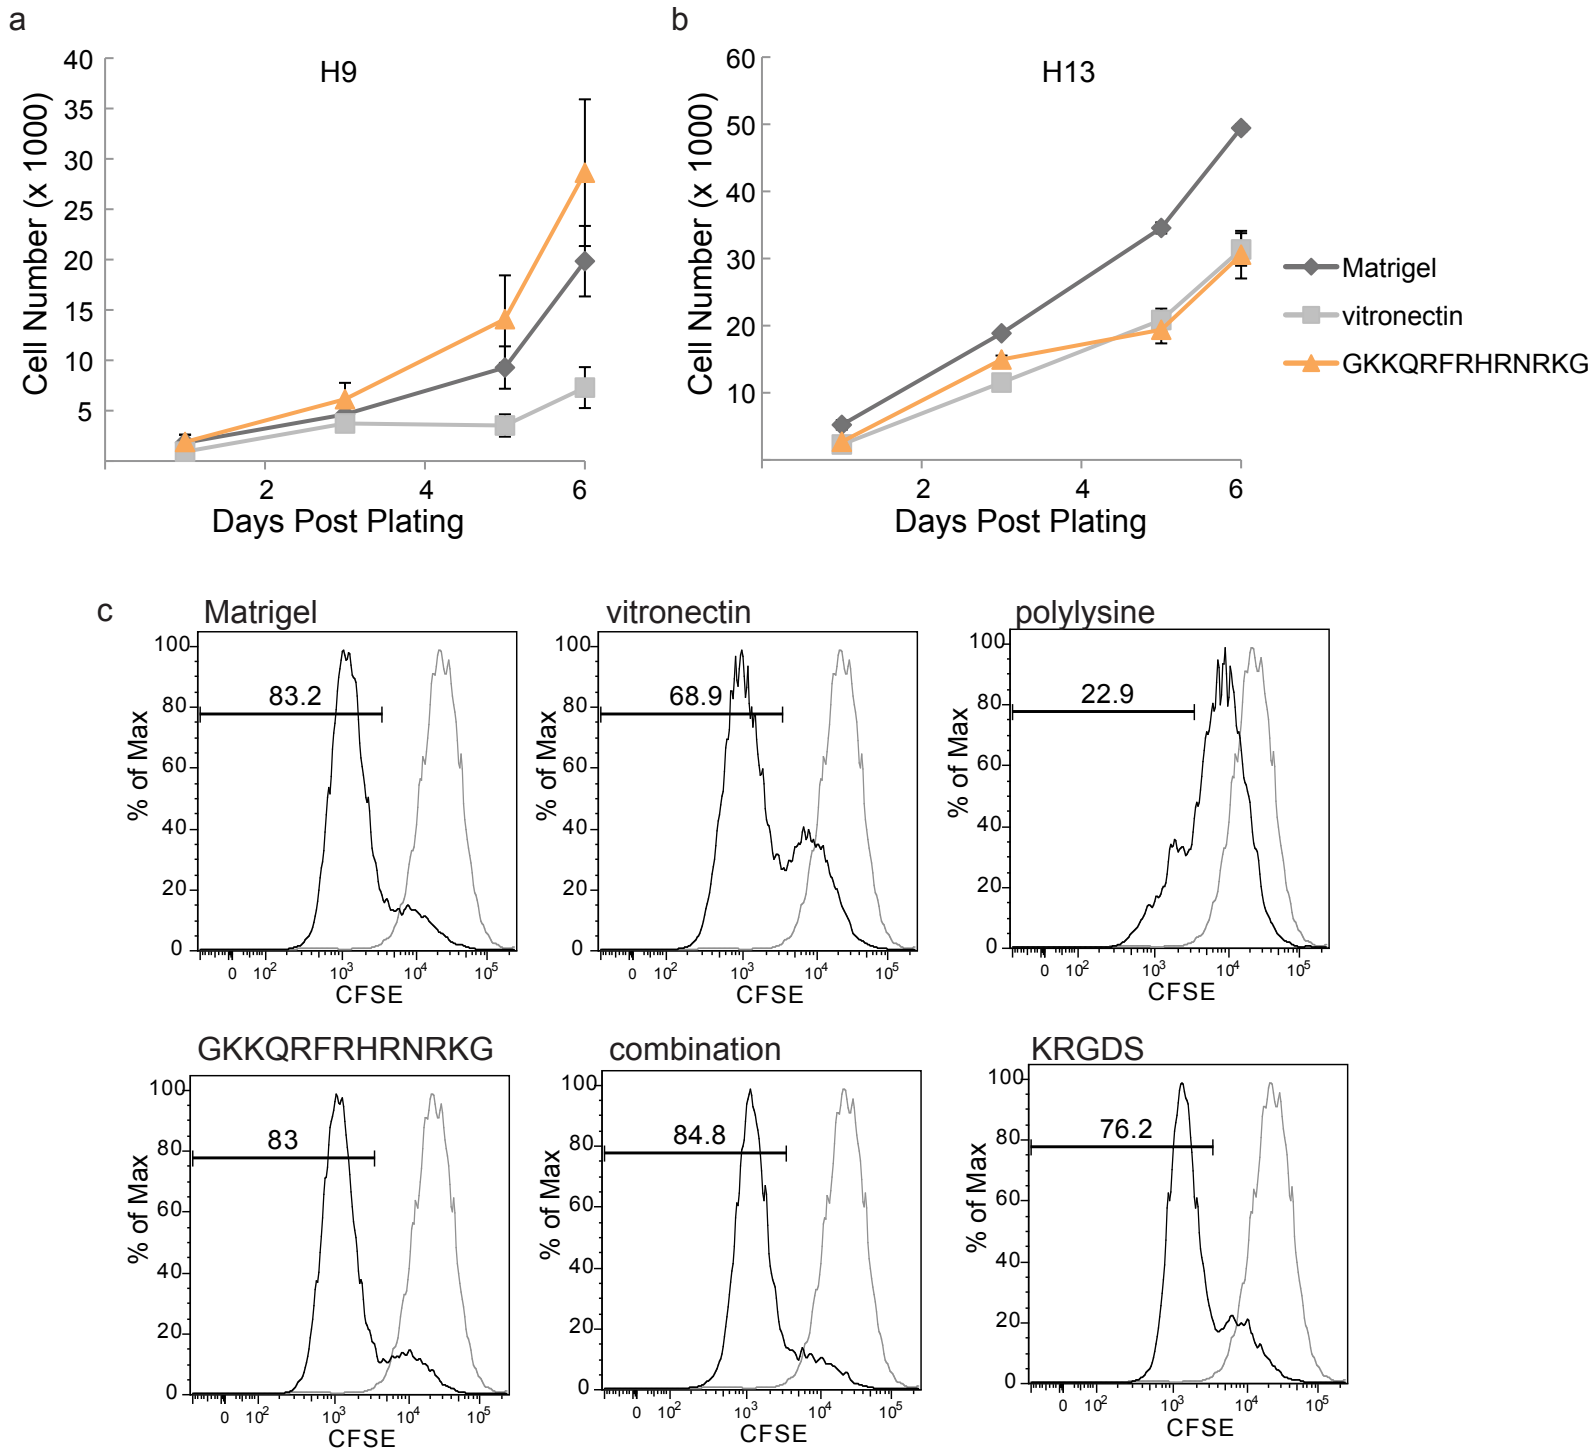 a
H9
40
35
30
25
20
15
10
5
Cell Number (x 1000)
2
4
6
Days Post Plating
b
H13
60
50
40
30
20
10
Cell Number (x 1000)
2
4
6
Days Post Plating
Matrigel
vitronectin
GKKQRFRHRNRKG
c
Matrigel
100
80
60
40
20
0
% of Max
83.2
0 10² 10³ 10⁴ 10⁵
CFSE
vitronectin
100
80
60
40
20
0
% of Max
68.9
0 10² 10³ 10⁴ 10⁵
CFSE
polylysine
100
80
60
40
20
0
% of Max
22.9
0 10² 10³ 10⁴ 10⁵
CFSE
GKKQRFRHRNRKG
100
80
60
40
20
0
% of Max
83
0 10² 10³ 10⁴ 10⁵
CFSE
combination
100
80
60
40
20
0
% of Max
84.8
0 10² 10³ 10⁴ 10⁵
CFSE
KRGDS
100
80
60
40
20
0
% of Max
76.2
0 10² 10³ 10⁴ 10⁵
CFSE